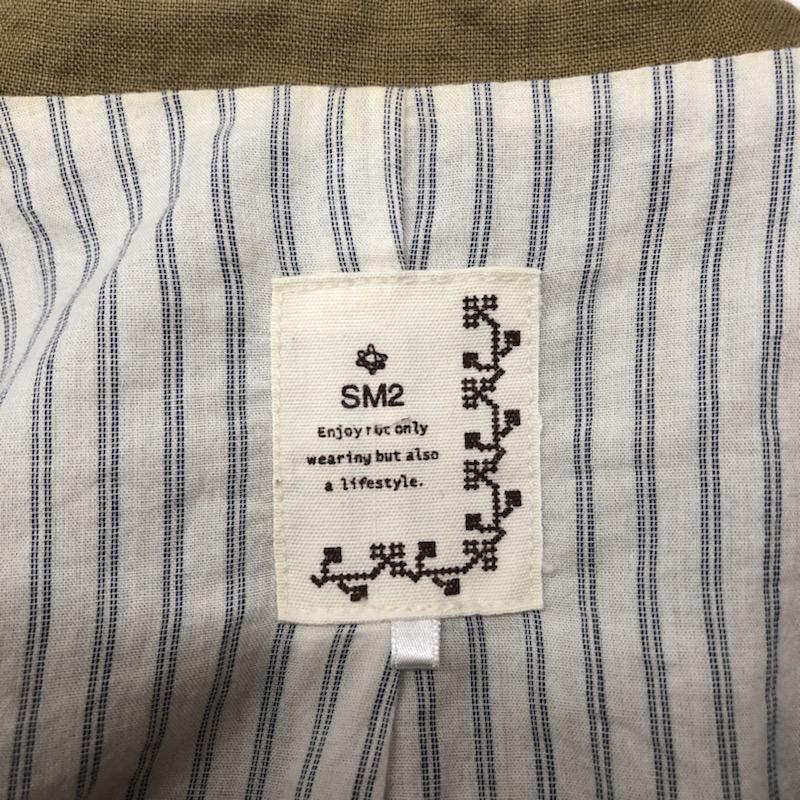 SM2
Enjoy not only
wearing but also
a lifestyle.